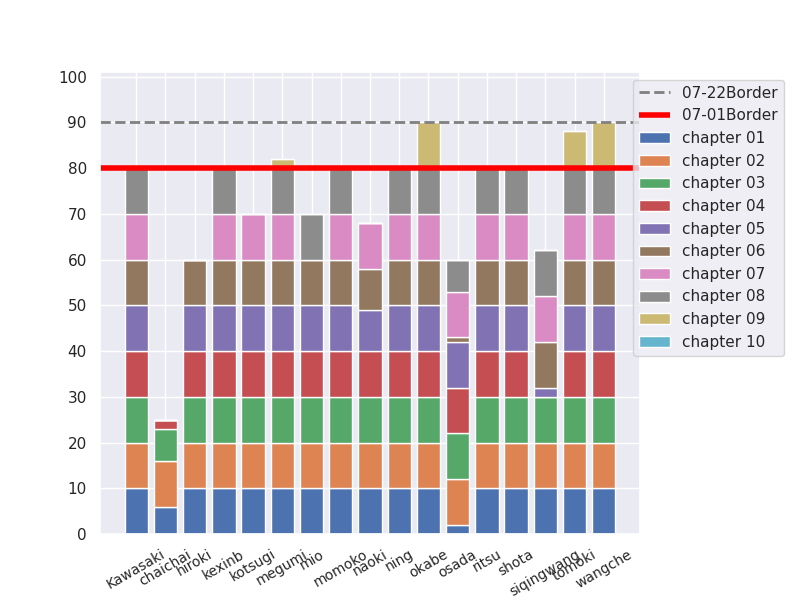 100
90
80
70
60
50
40
30
20
10
0
07-22Border
07-01Border
chapter 01
chapter 02
chapter 03
chapter 04
chapter 05
chapter 06
chapter 07
chapter 08
chapter 09
chapter 10
Kawasaki
chaichai
hiroki
kexinb
kotsugi
megumi
mio
momoko
naoki
ning
okabe
osada
ritsu
shota
siqingwang
tomoki
wangche